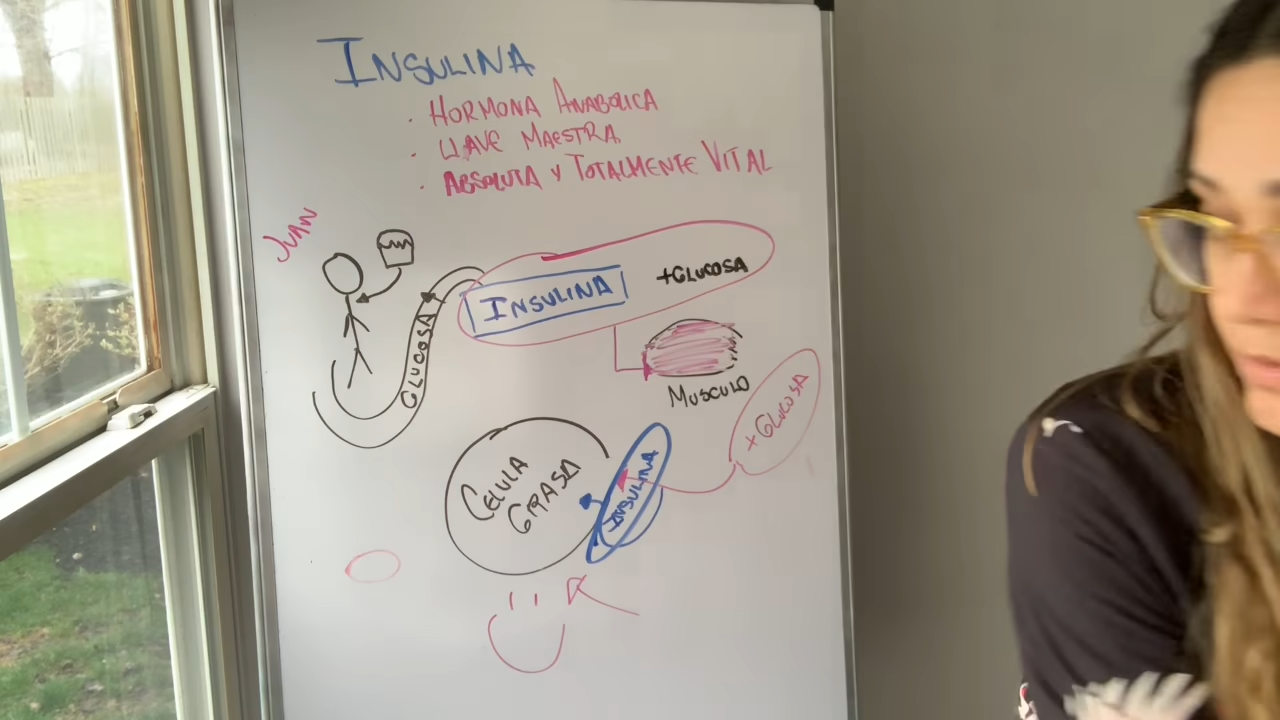 INSULINA
. HORMONA ANABOLICA
. LLAVE MAESTRA
. ABSOLUTA Y TOTALMENTE VITAL
JUAN
INSULINA
+GLUCOSA
GLUCOSA
MUSCULO
+GLUCOSA
CELULA
GRASA
INSULINA